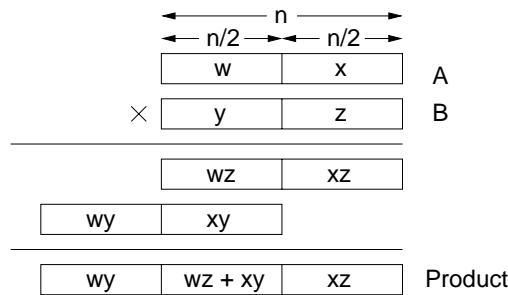 n
n/2 n/2
w x A
× y z B
wz xz
wy xy
wy wz + xy xz Product